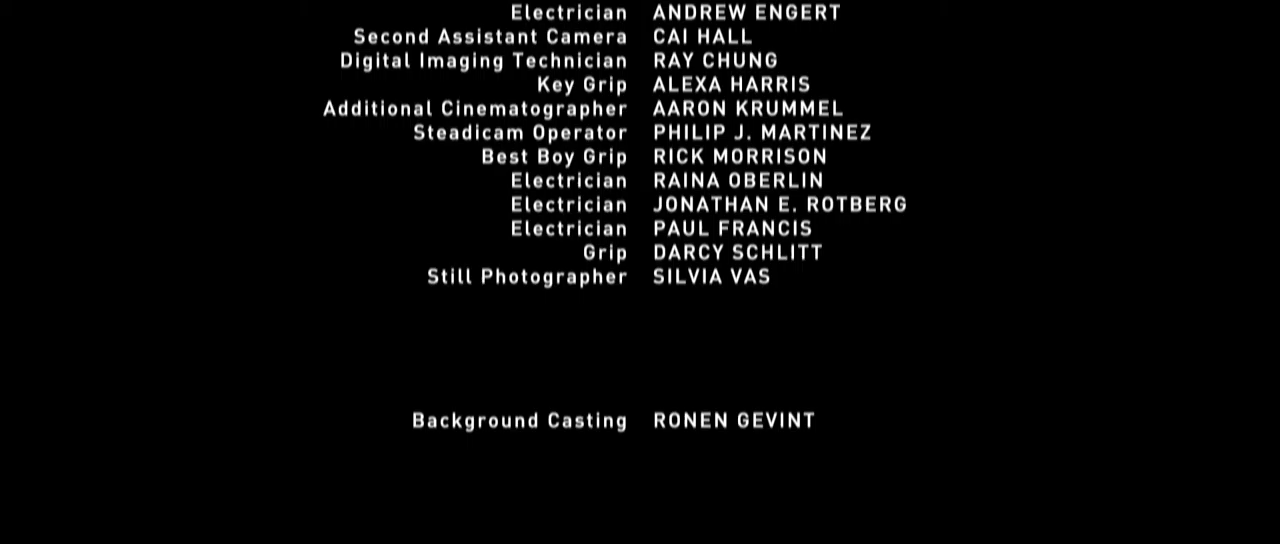 Electrician ANDREW ENGERT
Second Assistant Camera CAI HALL
Digital Imaging Technician RAY CHUNG
Key Grip ALEXA HARRIS
Additional Cinematographer AARON KRUMMEL
Steadicam Operator PHILIP J. MARTINEZ
Best Boy Grip RICK MORRISON
Electrician RAINA OBERLIN
Electrician JONATHAN E. ROTBERG
Electrician PAUL FRANCIS
Grip DARCY SCHLITT
Still Photographer SILVIA VAS
Background Casting RONEN GEVINT